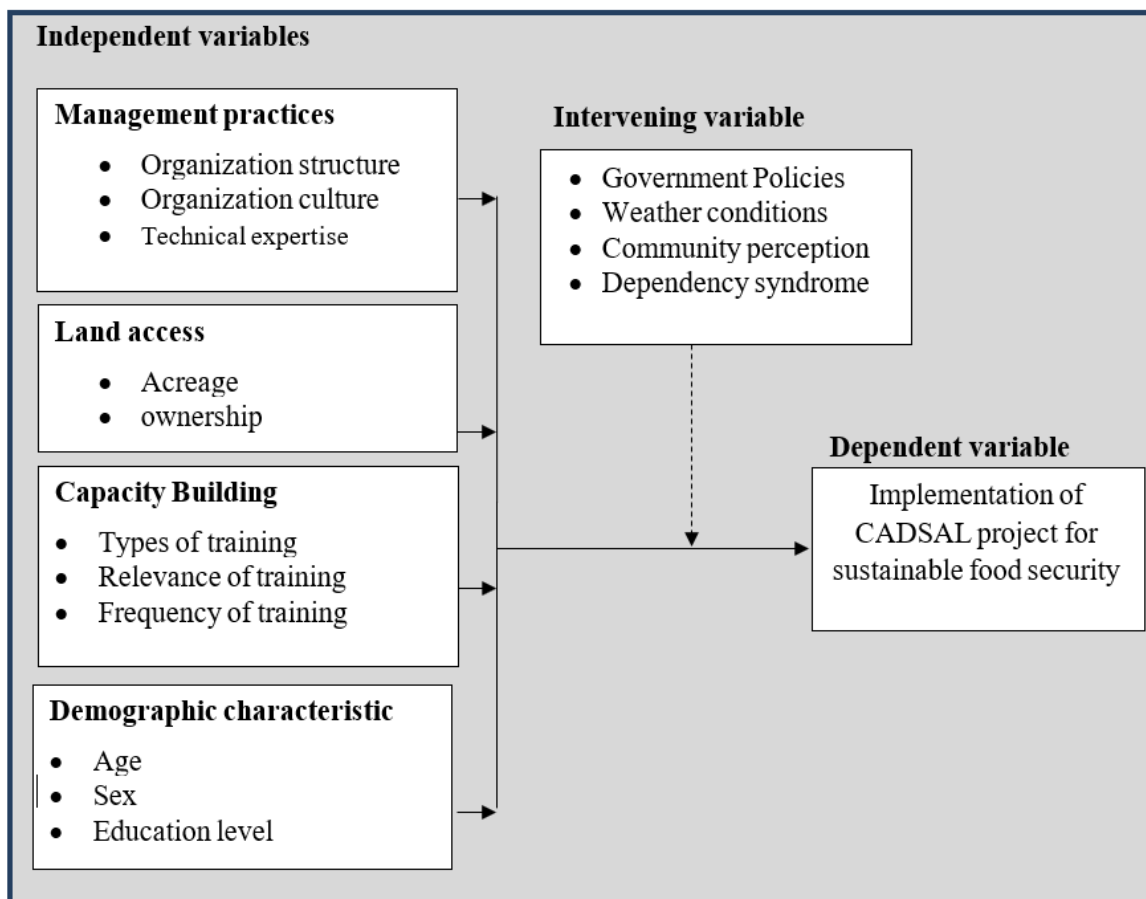 Independent variables
Management practices
• Organization structure
• Organization culture
• Technical expertise
Land access
• Acreage
• ownership
Capacity Building
• Types of training
• Relevance of training
• Frequency of training
Demographic characteristic
• Age
• Sex
• Education level
Intervening variable
• Government Policies
• Weather conditions
• Community perception
• Dependency syndrome
Dependent variable
Implementation of
CADSAL project for
sustainable food security